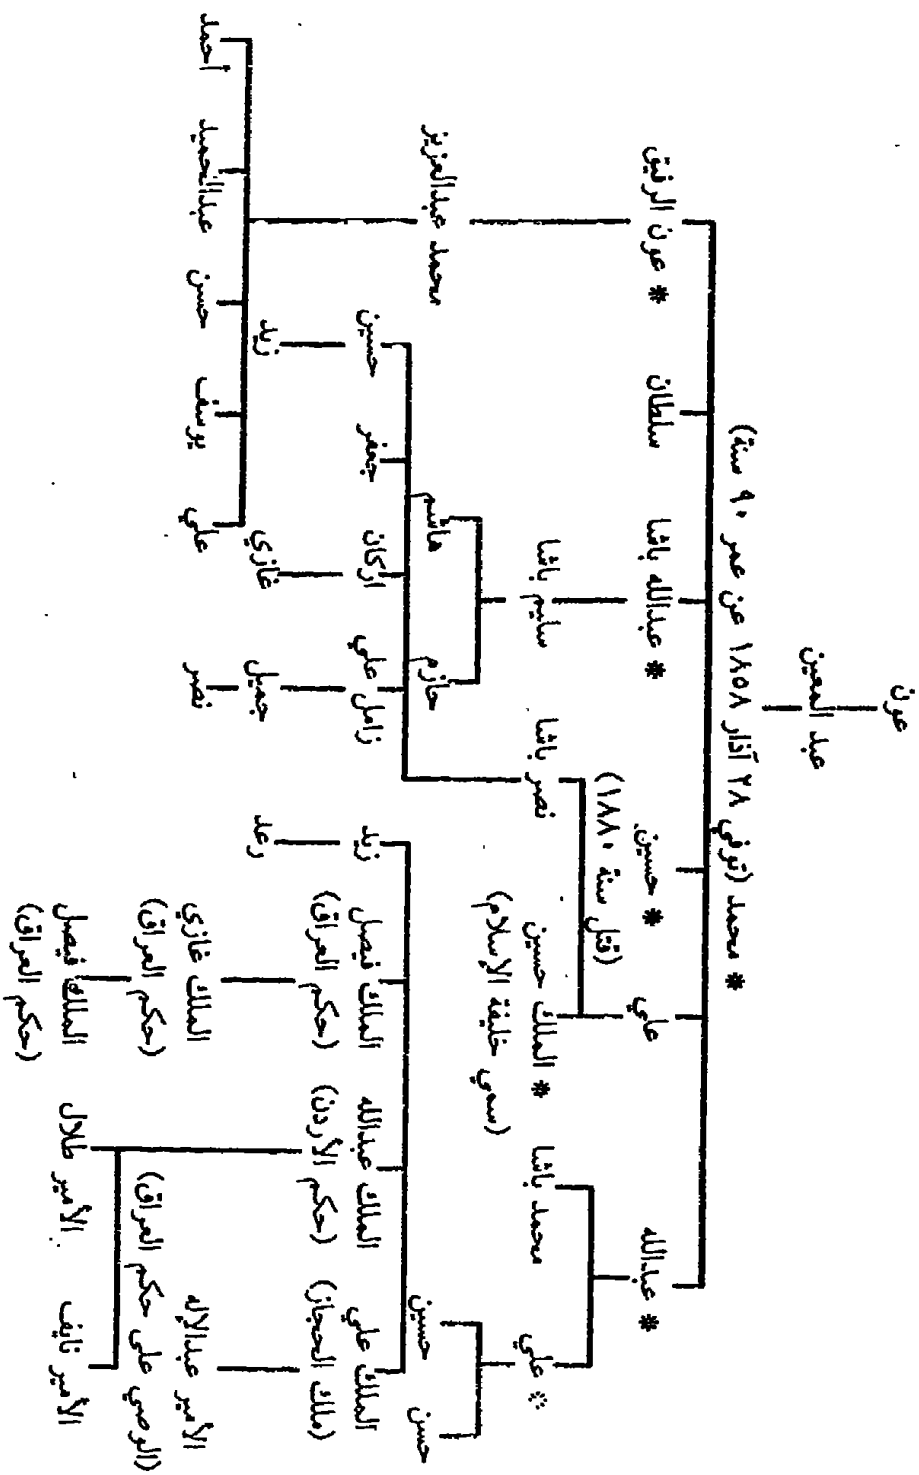 عون
عبد المعين
* محمد (توفي ٢٨ آذار ١٨٥٨ عن عمر ٩٠ سنة)
* عبدالله
علي
* حسين
* عبدالله باشا
سلطان
* عون الرفيق
* علي
محمد باشا
* الملك حسين
(سمي خليفة الإسلام)
(قتل سنة ١٨٨٠)
نصر باشا
سليم باشا
محمد عبدالعزيز
حسن
حسين
حازم
هاشم
الملك علي
(ملك الحجاز)
الملك عبدالله
(حكم الأردن)
الملك فيصل
(حكم العراق)
زيد
زامل علي
اركان
جعفر
حسين
الأمير عبدالإله
(الوصي على حكم العراق)
الملك غازي
(حكم العراق)
رعد
جميل
نصر
غازي
زيد
علي
يوسف
حسن
عبدالحميد
أحمد
الأمير نايف
الأمير طلال
الملك فيصل
(حكم العراق)